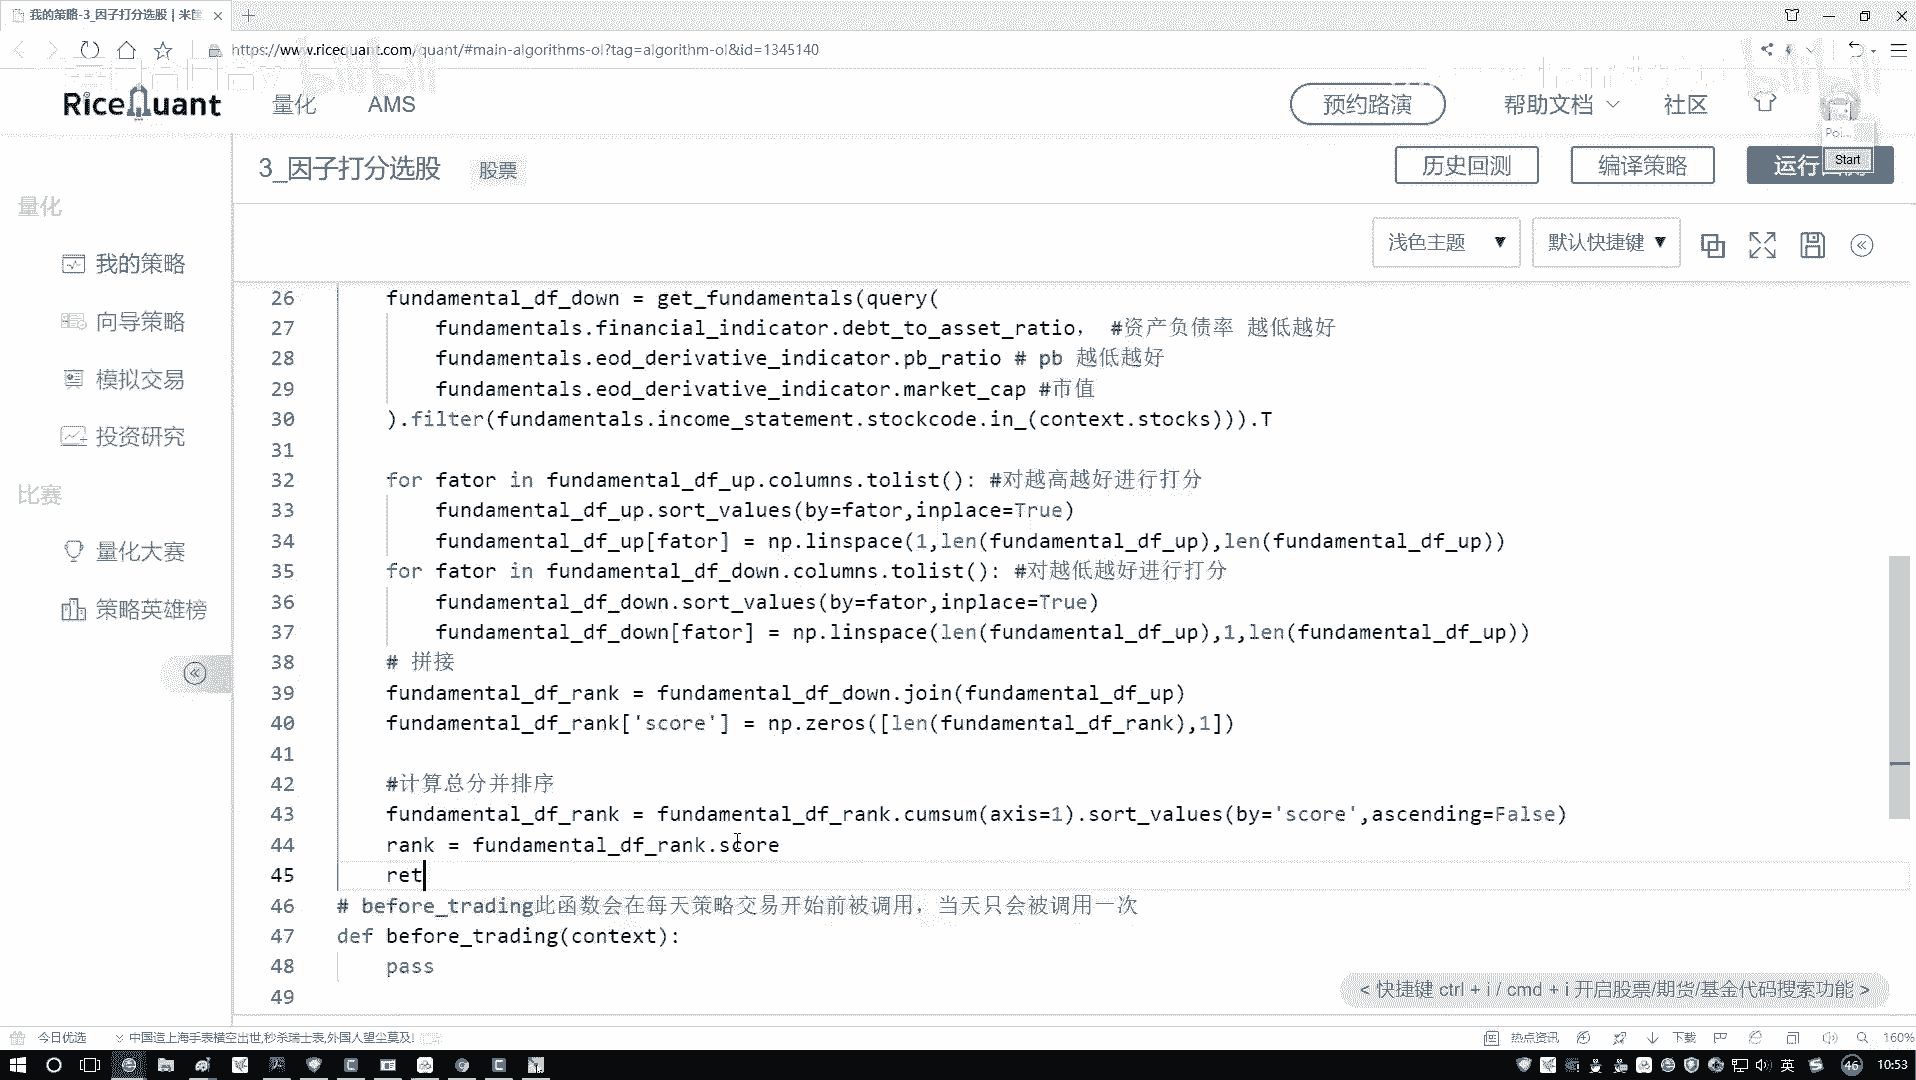 我的策略-3_因子打分选股 | 米筐
https://www.ricequant.com/quant/#main-algorithms-ol?tag=algorithm-ol&id=1345140
bilibili
RiceQuant
量化
AMS
预约路演
帮助文档
社区
Poi...
Start
3_因子打分选股
股票
历史回测
编译策略
运行
量化
我的策略
向导策略
模拟交易
投资研究
比赛
量化大赛
策略英雄榜
浅色主题
默认快捷键
26 fundamental_df_down = get_fundamentals(query(
27 fundamentals.financial_indicator.debt_to_asset_ratio, #资产负债率 越低越好
28 fundamentals.eod_derivative_indicator.pb_ratio # pb 越低越好
29 fundamentals.eod_derivative_indicator.market_cap #市值
30 ).filter(fundamentals.income_statement.stockcode.in_(context.stocks))).T
31
32 for fator in fundamental_df_up.columns.tolist(): #对越高越好进行打分
33 fundamental_df_up.sort_values(by=fator,inplace=True)
34 fundamental_df_up[fator] = np.linspace(1,len(fundamental_df_up),len(fundamental_df_up))
35 for fator in fundamental_df_down.columns.tolist(): #对越低越好进行打分
36 fundamental_df_down.sort_values(by=fator,inplace=True)
37 fundamental_df_down[fator] = np.linspace(len(fundamental_df_up),1,len(fundamental_df_up))
38 # 拼接
39 fundamental_df_rank = fundamental_df_down.join(fundamental_df_up)
40 fundamental_df_rank['score'] = np.zeros([len(fundamental_df_rank),1])
41
42 #计算总分并排序
43 fundamental_df_rank = fundamental_df_rank.cumsum(axis=1).sort_values(by='score',ascending=False)
44 rank = fundamental_df_rank.score
45 ret
46 # before_trading此函数会在每天策略交易开始前被调用，当天只会被调用一次
47 def before_trading(context):
48 pass
49
< 快捷键 ctrl + i / cmd + i 开启股票/期货/基金代码搜索功能 >
今日优选
中国造上海手表横空出世,秒杀瑞士表,外国人望尘莫及!
热点资讯
下载
160%
英
46
10:53